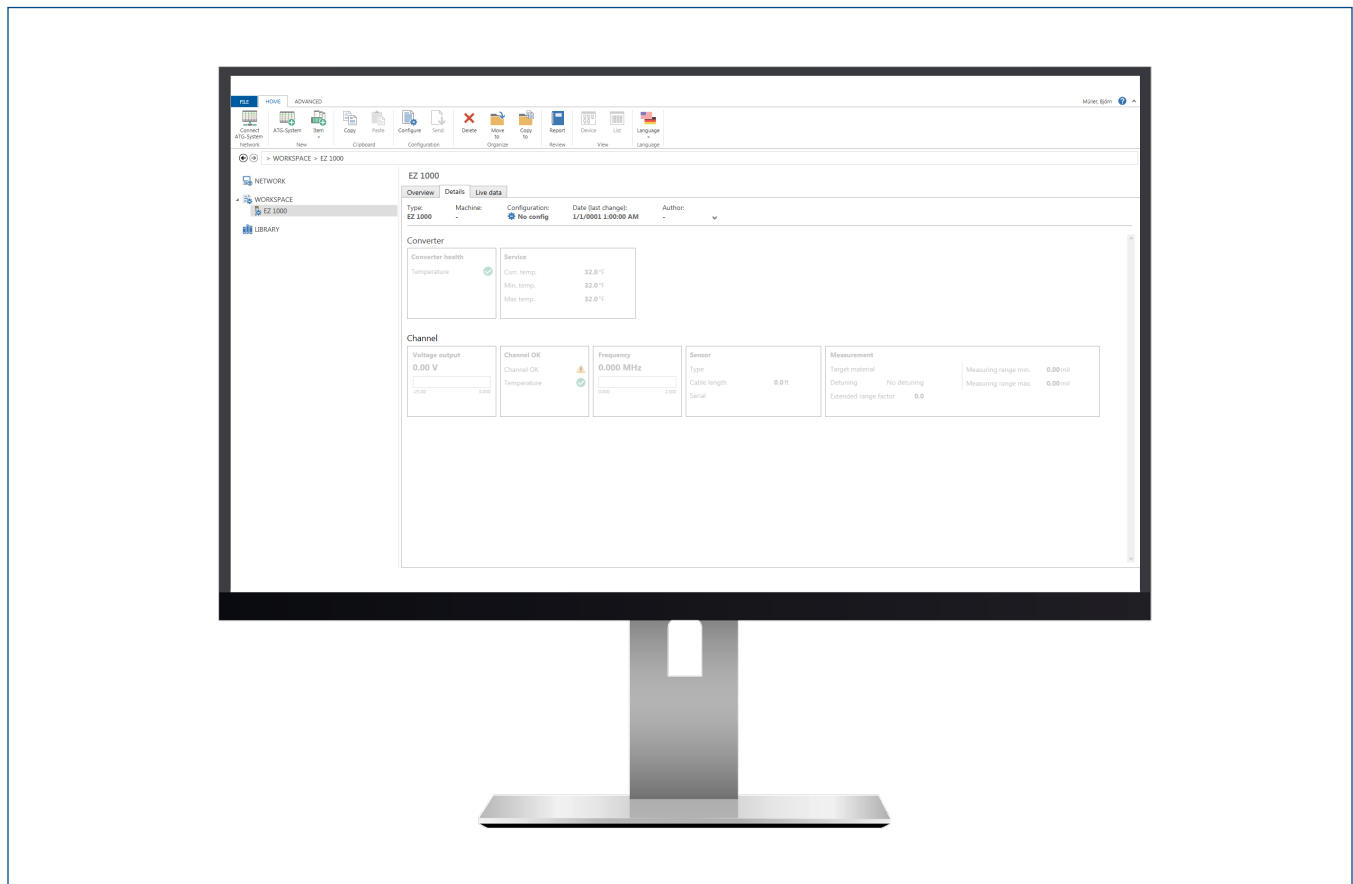 FILE HOME ADVANCED Mürer, Björn ?
Connect ATG-System ATG-System Item Copy Paste Configure Send Delete Move to Copy to Report Device List Language
Network New Clipboard Configuration Organize Review View Language
> WORKSPACE > EZ 1000
NETWORK
WORKSPACE
EZ 1000
LIBRARY
EZ 1000
Overview Details Live data
Type: Machine: Configuration: Date (last change): Author:
EZ 1000 - No config 1/1/0001 1:00:00 AM -
Converter
Converter health Service
Temperature Curr. temp. 32.0 °F
Min. temp. 32.0 °F
Max temp. 32.0 °F
Channel
Voltage output Channel OK Frequency Sensor Measurement
0.00 V Channel OK 0.000 MHz Type Target material Measuring range min. 0.00 mil
Temperature Cable length 0.0 ft Detuning No detuning Measuring range max. 0.00 mil
0.000 Serial Extended range factor 0.0